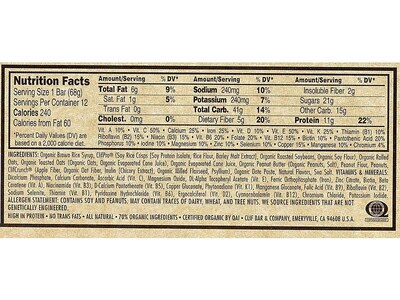 Nutrition Facts
Serving Size 1 Bar (68g)
Servings Per Container 12
Calories 240
Calories from Fat 60
*Percent Daily Values (DV) are
based on a 2,000 calorie diet.
Amount/Serving % DV* Amount/Serving % DV* Amount/Serving % DV*
Total Fat 6g 9% Sodium 240mg 10% Insoluble Fiber 2g
Sat. Fat 1g 5% Potassium 240mg 7% Sugars 21g
Trans Fat 0g Total Carb. 41g 14% Other Carb. 15g
Cholest. 0mg 0% Dietary Fiber 5g 20% Protein 11g 22%
Vit. A 10% • Vit. C 50% • Calcium 25% • Iron 25% • Vit. D 10% • Vit. E 50% • Vit. K 25% • Thiamin (B1) 10%
Riboflavin (B2) 15% • Niacin (B3) 15% • Vit. B6 20% • Folate 20% • Vit. B12 15% • Biotin 10% • Pantothenic Acid 20%
Phosphorus 10% • Iodine 10% • Magnesium 10% • Zinc 10% • Selenium 10% • Copper 15% • Manganese 10% • Chromium
INGREDIENTS: Organic Brown Rice Syrup, ClifPro® (Soy Rice Crisps (Soy Protein Isolate, Rice Flour, Barley Malt Extract), Organic Roasted Soybeans, Organic Soy Flour), Organic Rolled
Oats, Organic Toasted Oats (Organic Oats, Organic Evaporated Cane Juice), Organic Evaporated Cane Juice, Organic Peanut Butter (Organic Peanuts, Salt), Peanuts,
ClifCrunch® (Apple Fiber, Organic Oat Fiber, Organic Milled Flaxseed, Psyllium), Organic Date Paste, Natural Flavors, Sea Salt. VITAMINS & MINERALS:
Dicalcium Phosphate, Calcium Carbonate, Ascorbic Acid (Vit. C), Magnesium Oxide, Tocopheryl Acetate (Vit. E), Ferric Orthophosphate (Iron), Zinc Citrate, Biotin, Beta
Carotene (Vit. A), Niacinamide (Vit. B3), Calcium Pantothenate (Vit. B5), Copper Gluconate, Phytonadione (Vit. K1), Manganese Gluconate, Folic Acid (Vit. B9), Riboflavin (Vit. B2),
Sodium Selenite, Thiamin (Vit. B1), Potassium Iodide, Pyridoxine (Vit. B6), Ergocalciferol (Vit. D2), Cyanocobalamin (Vit. B12), Chromium Chloride.
ALLERGEN STATEMENT: CONTAINS SOY AND PEANUTS, MAY CONTAIN TRACES OF DAIRY, WHEAT, AND TREE NUTS. WE SOURCE INGREDIENTS THAT ARE NOT
GENETICALLY ENGINEERED.
HIGH IN PROTEIN • NO TRANS FATS • ALL NATURAL • 70% ORGANIC INGREDIENTS • CERTIFIED ORGANIC BY QAI • CLIF BAR & COMPANY, EMERYVILLE, CA 94608 U.S.A.